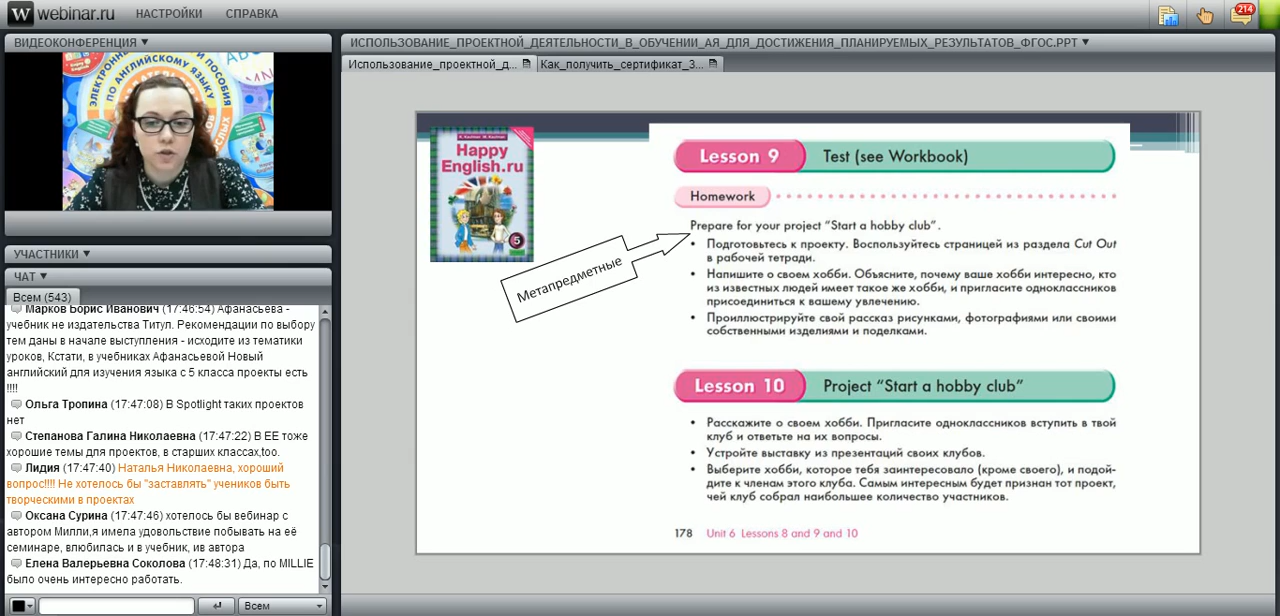 W webinar.ru НАСТРОЙКИ СПРАВКА
214
ВИДЕОКОНФЕРЕНЦИЯ
ЭЛЕКТРОННЫЕ
ПОСОБИЯ
ПО АНГЛИЙСКОМУ ЯЗЫКУ
УЧАСТНИКИ
ЧАТ
Всем (543)
Марков Борис Иванович (17:46:54) Афанасьева -
учебник не издательства Титул. Рекомендации по выбору
тем даны в начале выступления - исходите из тематики
уроков, Кстати, в учебниках Афанасьевой Новый
английский для изучения языка с 5 класса проекты есть
!!!!
Ольга Тропина (17:47:08) В Spotlight таких проектов
нет
Степанова Галина Николаевна (17:47:22) В ЕЕ тоже
хорошие темы для проектов, в старших классах,too.
Лидия (17:47:40) Наталья Николаевна, хороший
вопрос!!!! Не хотелось бы "заставлять" учеников быть
творческими в проектах
Оксана Сурина (17:47:46) хотелось бы вебинар с
автором Милли,я имела удовольствие побывать на её
семинаре, влюбилась и в учебник, ив автора
Елена Валерьевна Соколова (17:48:31) Да, по MILLIE
было очень интересно работать.
Всем
ИСПОЛЬЗОВАНИЕ_ПРОЕКТНОЙ_ДЕЯТЕЛЬНОСТИ_В_ОБУЧЕНИИ_АЯ_ДЛЯ_ДОСТИЖЕНИЯ_ПЛАНИРУЕМЫХ_РЕЗУЛЬТАТОВ_ФГОС.PPT
Использование_проектной_д... Как_получить_сертификат_3...
Happy
English.ru
5
Метапредметные
Lesson 9 Test (see Workbook)
Homework
Prepare for your project “Start a hobby club”.
• Подготовьтесь к проекту. Воспользуйтесь страницей из раздела Cut Out
в рабочей тетради.
• Напишите о своем хобби. Объясните, почему ваше хобби интересно, кто
из известных людей имеет такое же хобби, и пригласите одноклассников
присоединиться к вашему увлечению.
• Проиллюстрируйте свой рассказ рисунками, фотографиями или своими
собственными изделиями и поделками.
Lesson 10 Project “Start a hobby club”
• Расскажите о своем хобби. Пригласите одноклассников вступить в твой
клуб и ответьте на их вопросы.
• Устройте выставку из презентаций своих клубов.
• Выберите хобби, которое тебя заинтересовало (кроме своего), и подой-
дите к членам этого клуба. Самым интересным будет признан тот проект,
чей клуб собрал наибольшее количество участников.
178 Unit 6 Lessons 8 and 9 and 10